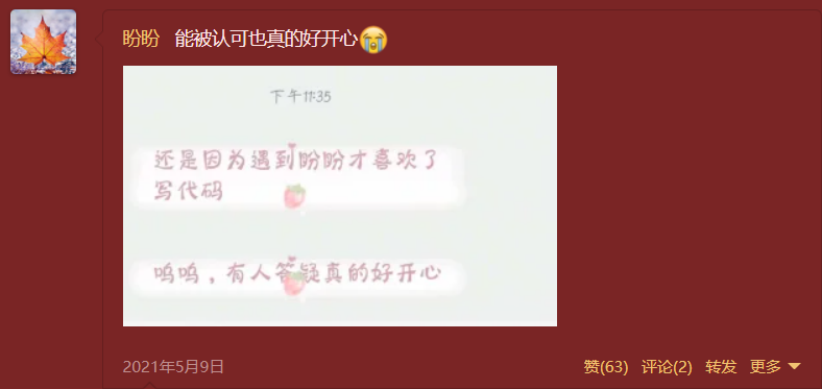 盼盼 能被认可也真的好开心😭
下午11:35
还是因为遇到盼盼才喜欢了
写代码
呜呜，有人答疑真的好开心
2021年5月9日
赞(63) 评论(2) 转发 更多